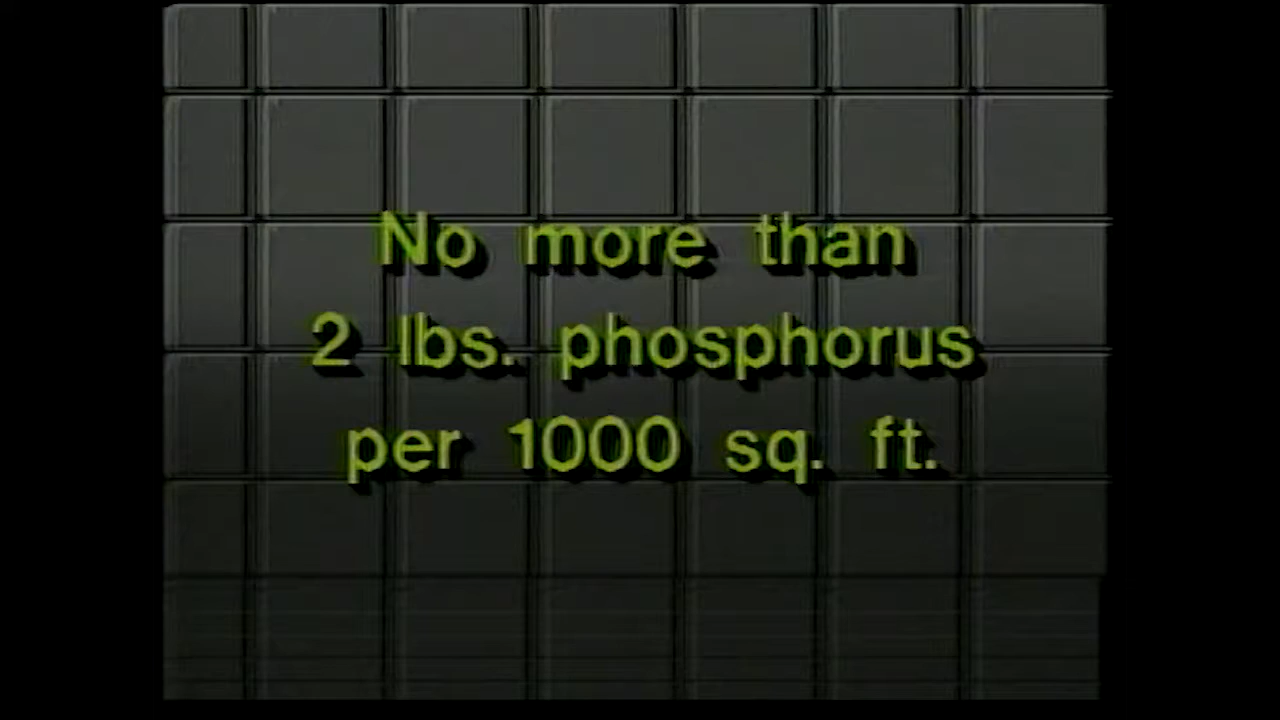 No more than
2 lbs. phosphorus
per 1000 sq. ft.